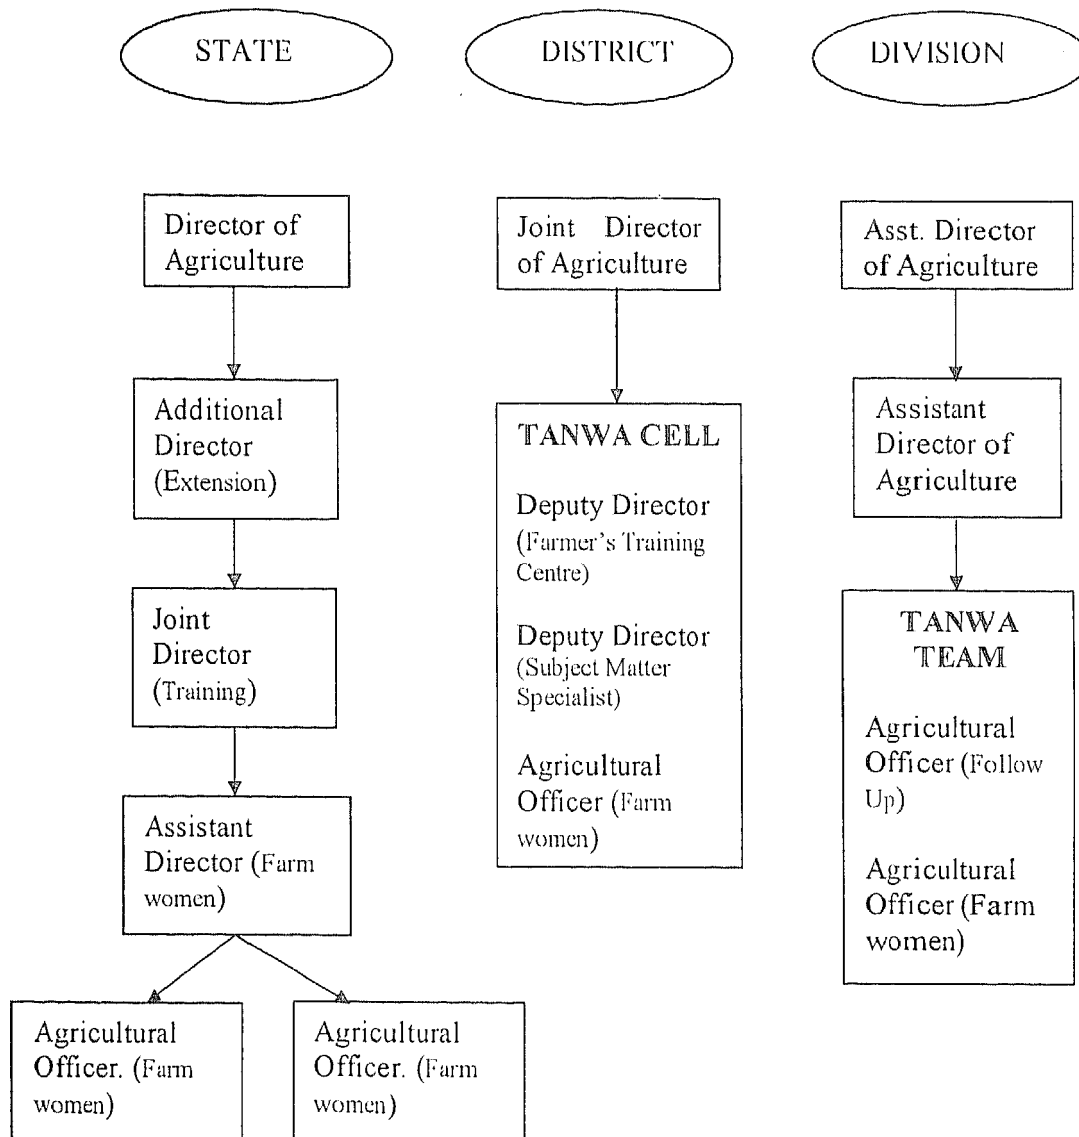 STATE
DISTRICT
DIVISION
Director of
Agriculture
Additional
Director
(Extension)
Joint
Director
(Training)
Assistant
Director (Farm
women)
Agricultural
Officer. (Farm
women)
Agricultural
Officer. (Farm
women)
Joint Director
of Agriculture
TANWA CELL
Deputy Director
(Farmer's Training
Centre)
Deputy Director
(Subject Matter
Specialist)
Agricultural
Officer (Farm
women)
Asst. Director
of Agriculture
Assistant
Director of
Agriculture
TANWA
TEAM
Agricultural
Officer (Follow
Up)
Agricultural
Officer (Farm
women)